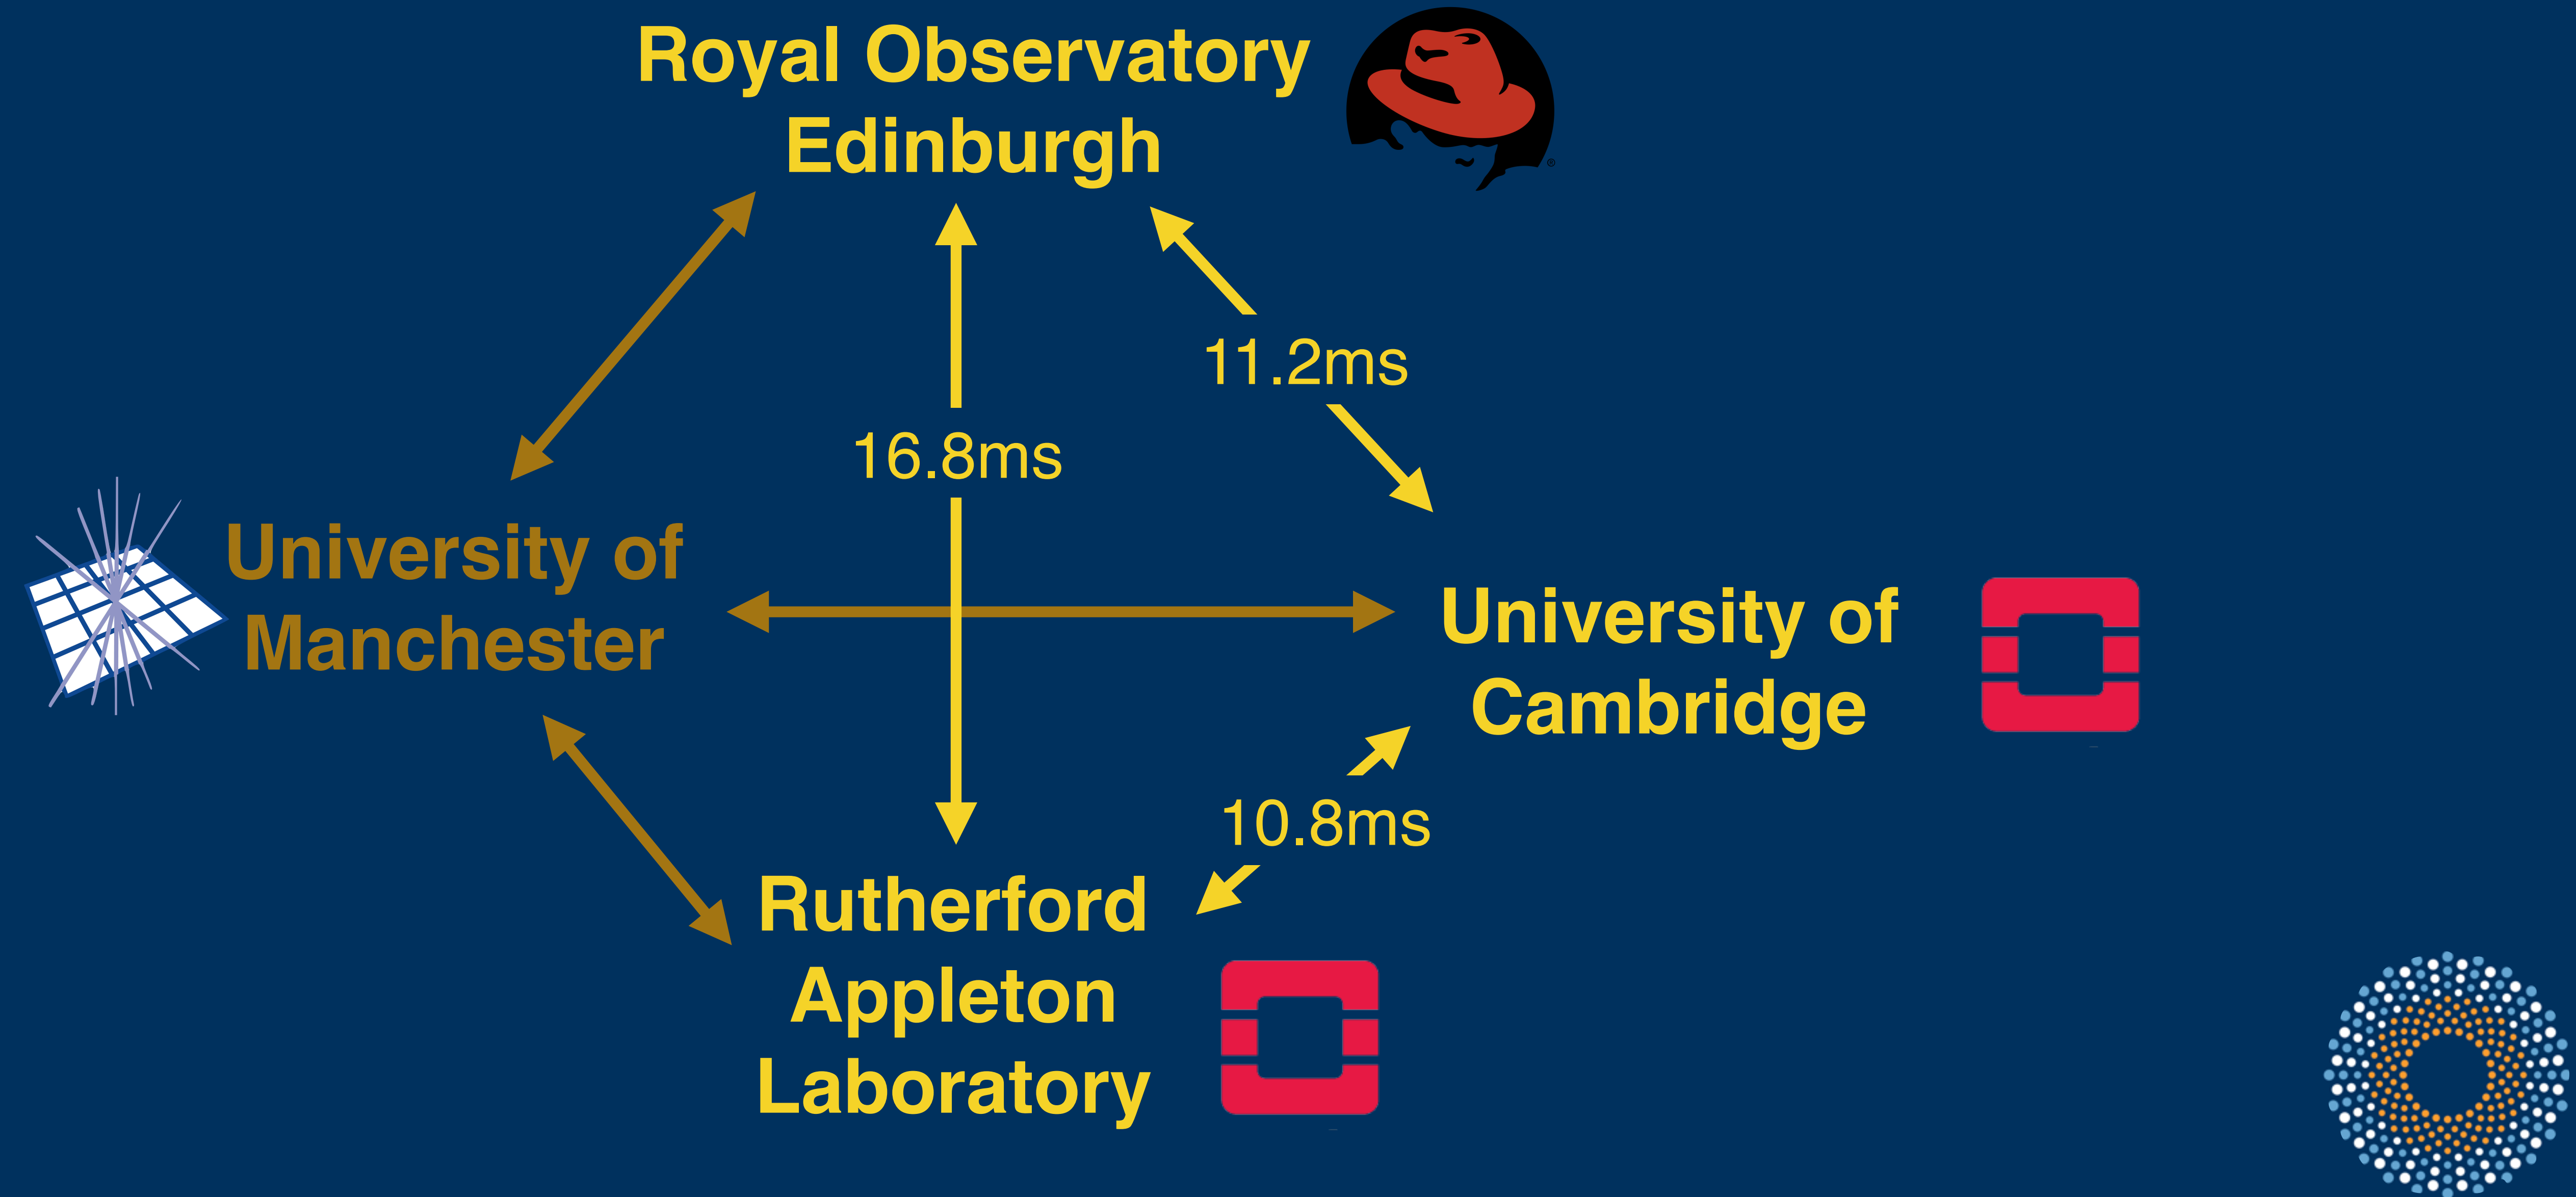 Royal Observatory
Edinburgh
11.2ms
16.8ms
University of
Manchester
University of
Cambridge
10.8ms
Rutherford
Appleton
Laboratory